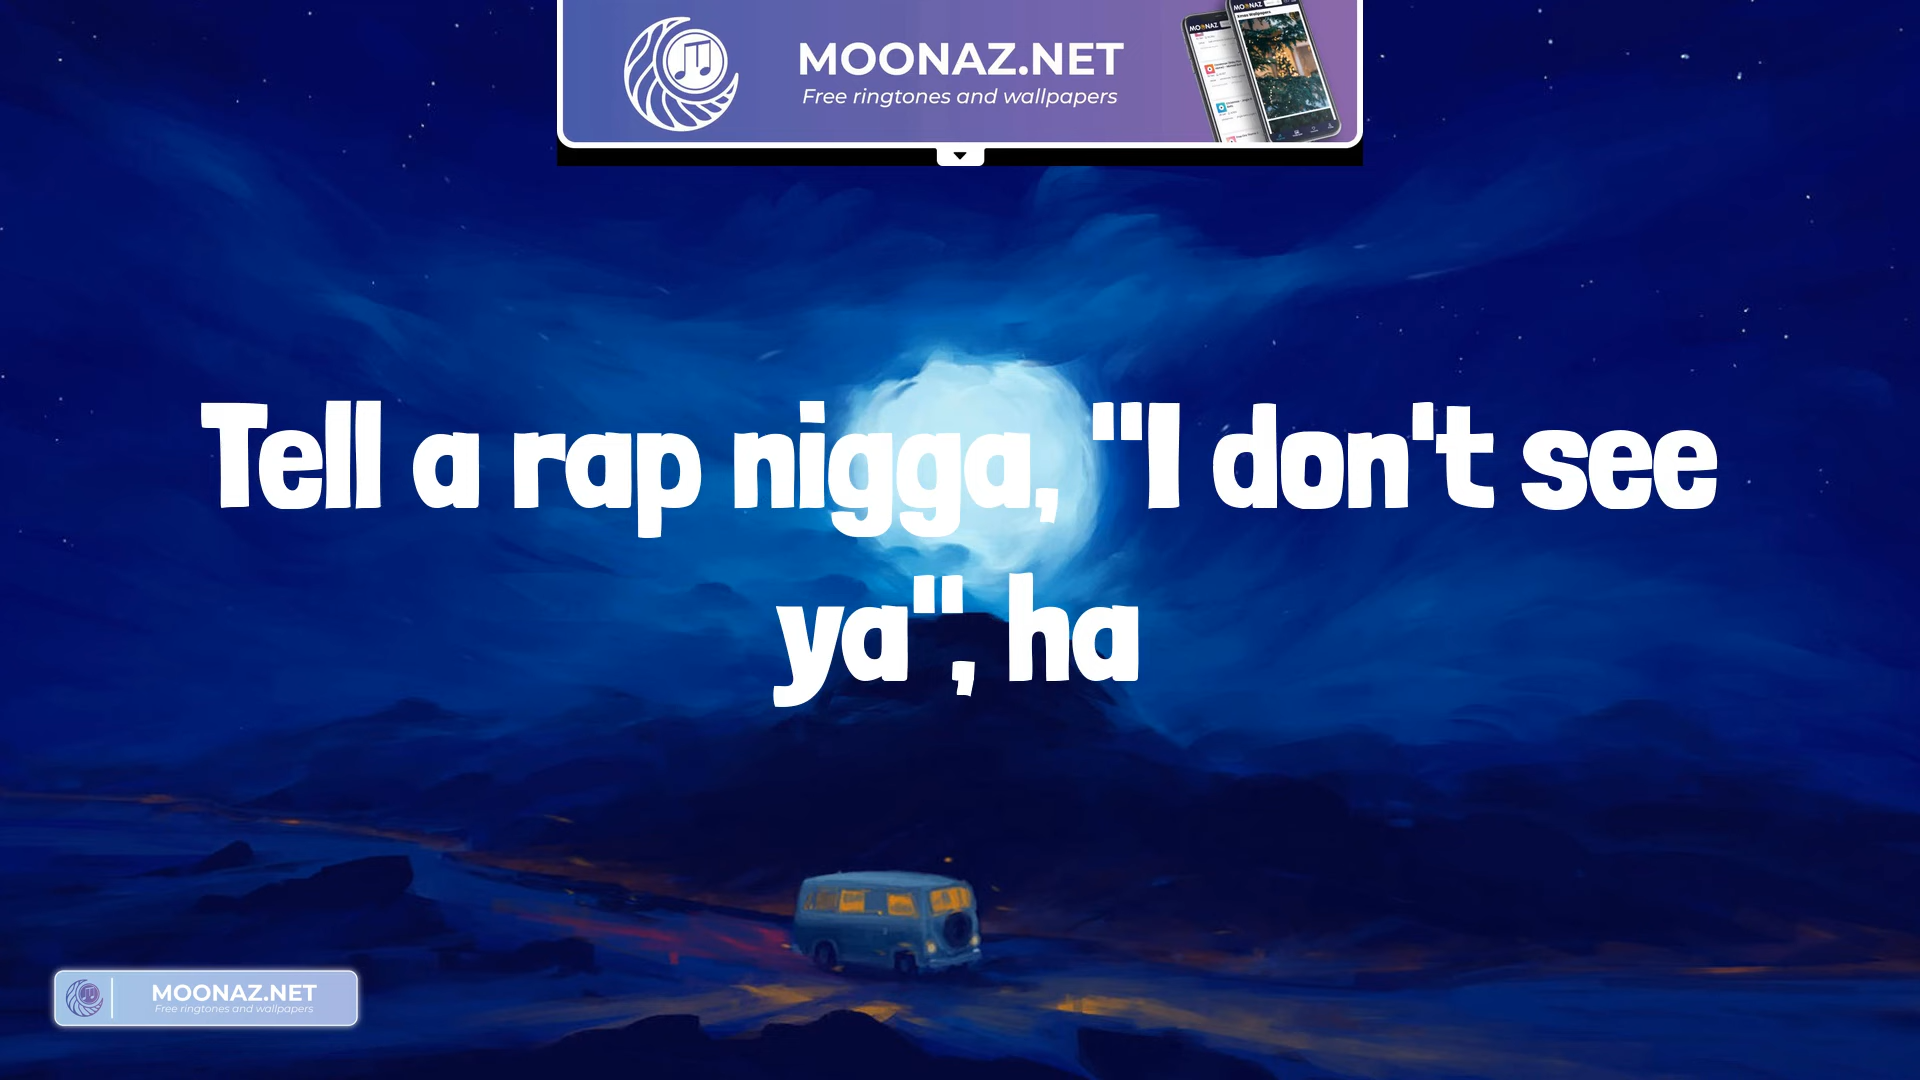 MOONAZ.NET
Free ringtones and wallpapers
Tell a rap nigga, "I don't see
ya", ha
MOONAZ.NET
Free ringtones and wallpapers